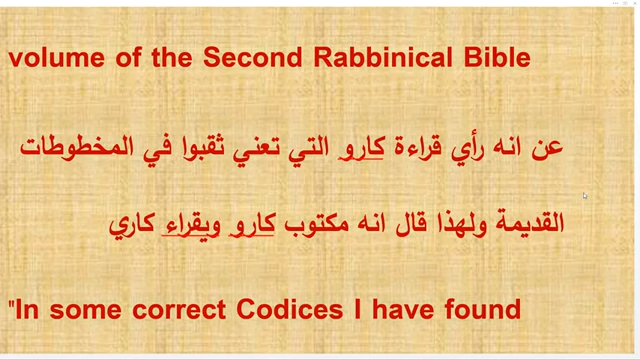 volume of the Second Rabbinical Bible
عن انه رأي قراءة كارو التي تعني ثقبوا في المخطوطات
القديمة ولهذا قال انه مكتوب كارو ويقراء كاري
"In some correct Codices I have found